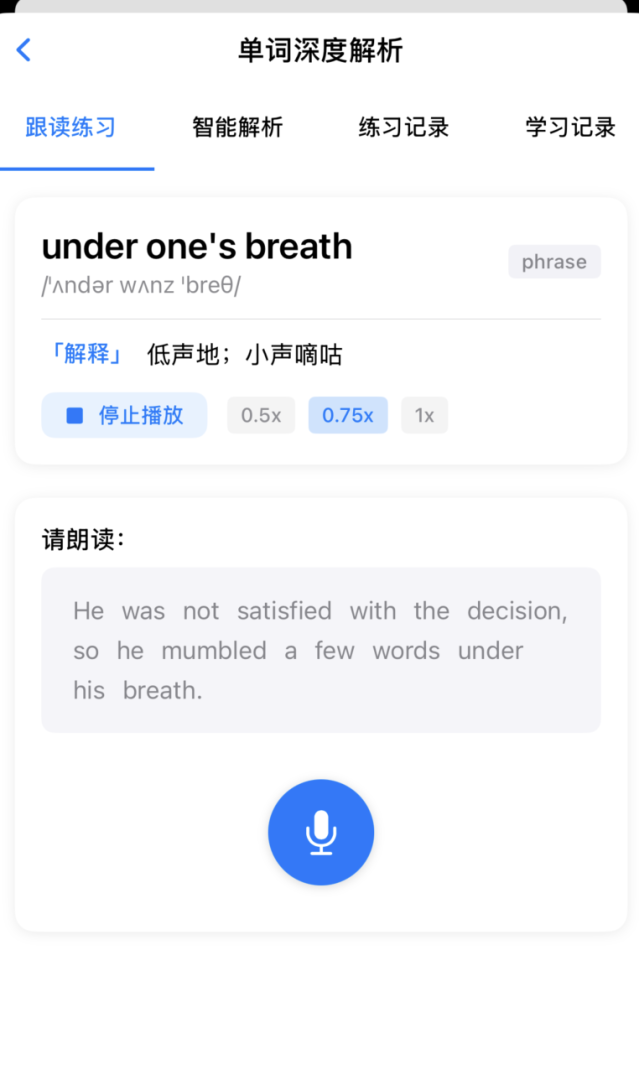 单词深度解析
跟读练习 智能解析 练习记录 学习记录
under one's breath
phrase
/'ʌndər wʌnz 'breθ/
「解释」 低声地；小声嘀咕
停止播放 0.5x 0.75x 1x
请朗读：
He was not satisfied with the decision,
so he mumbled a few words under
his breath.